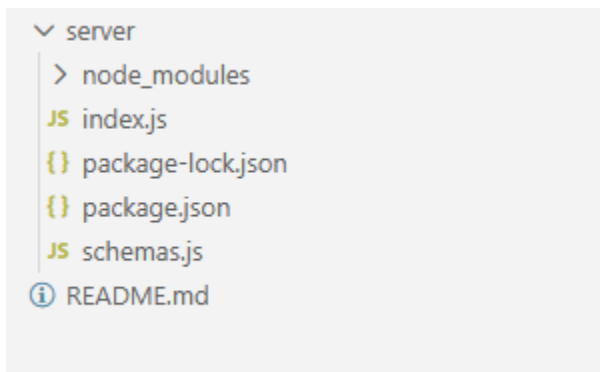 server
node_modules
JS index.js
{} package-lock.json
{} package.json
JS schemas.js
README.md